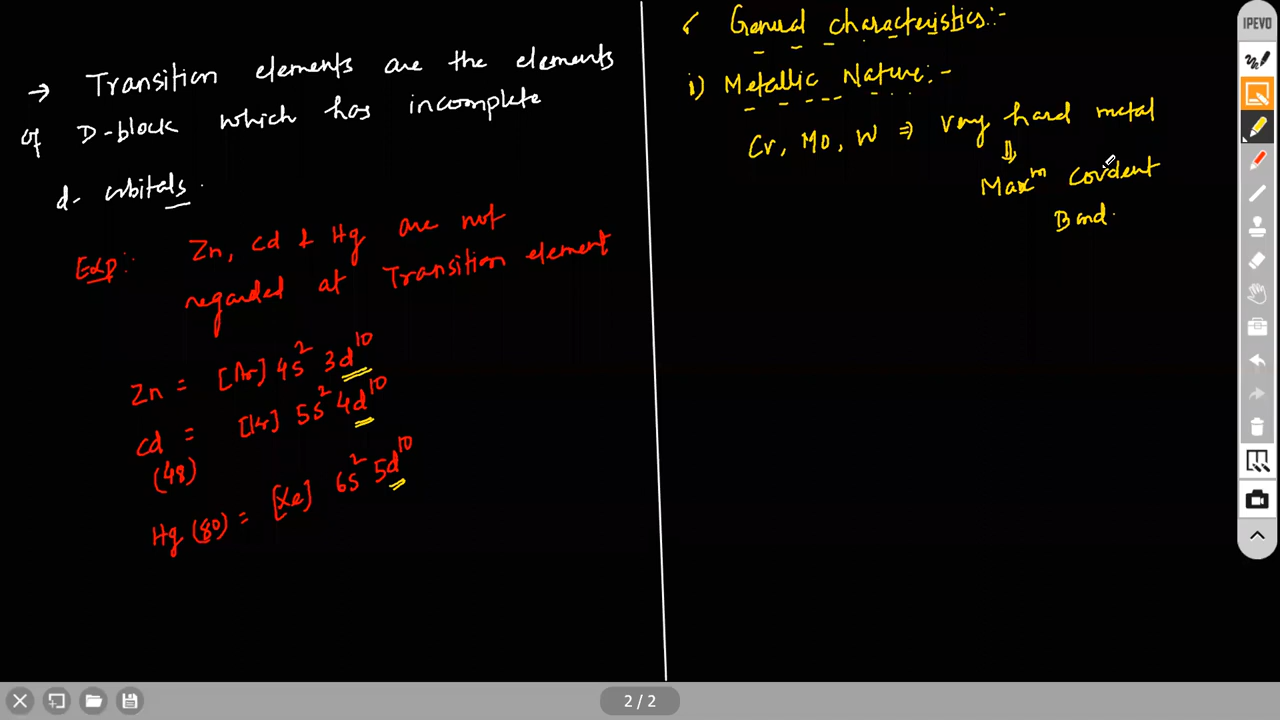 → Transition elements are the elements
of D-block which has incomplete
d- orbitals.
Exp:- Zn, Cd & Hg are not
regarded at Transition element
Zn = [Ar] 4s² 3d¹⁰
Cd = [Kr] 5s² 4d¹⁰
(48)
Hg (80) = [Xe] 6s² 5d¹⁰
General characteristics:-
i) Metallic Nature:-
Cr, Mo, W ⇒ Very hard metal
⇓
Maxᵐ Covdent
Bond.
IPEVO
2 / 2